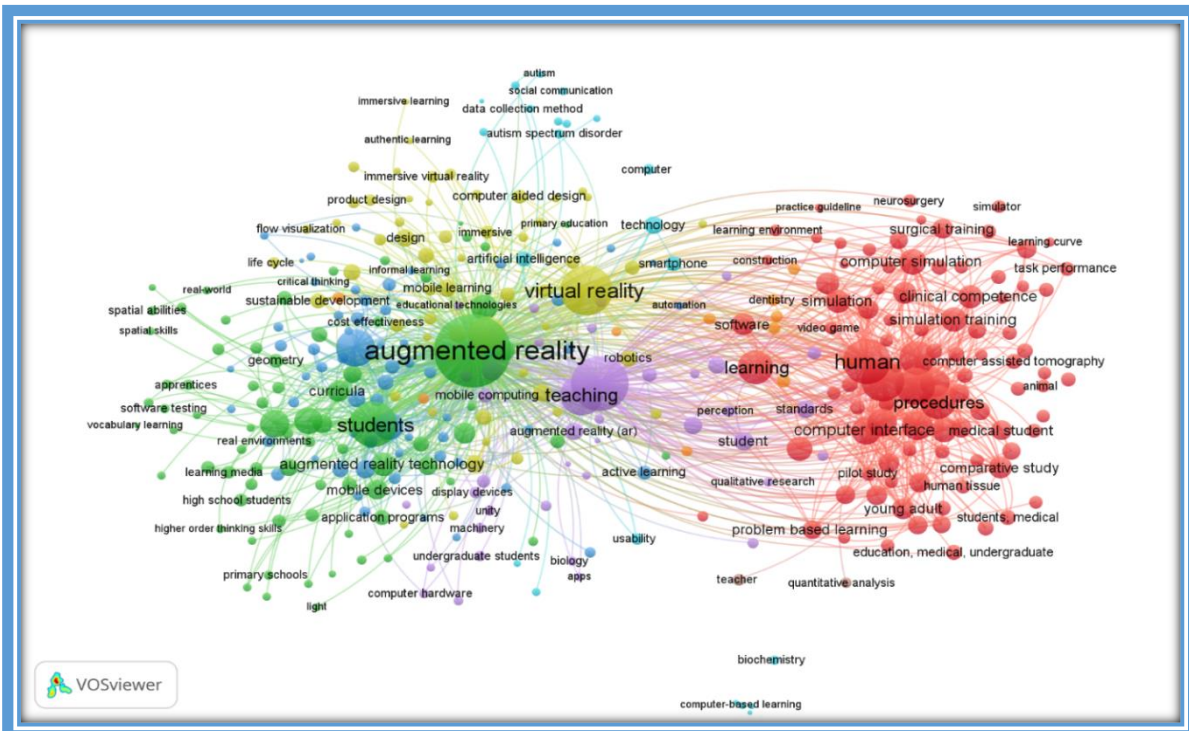 autism
social communication
immersive learning
data collection method
authentic learning
autism spectrum disorder
computer
immersive virtual reality
product design
computer aided design
practice guideline
neurosurgery
simulator
flow visualization
design
immersive
primary education
technology
learning environment
surgical training
learning curve
life cycle
informal learning
artificial intelligence
smartphone
construction
computer simulation
task performance
critical thinking
real-world
mobile learning
virtual reality
sustainable development
educational technologies
automation
dentistry
simulation
clinical competence
spatial abilities
cost effectiveness
software
video game
simulation training
spatial skills
geometry
augmented reality
robotics
learning
human
computer assisted tomography
apprentices
curricula
mobile computing
teaching
animal
software testing
perception
standards
procedures
vocabulary learning
students
augmented reality (ar)
student
computer interface
medical student
real environments
learning media
augmented reality technology
active learning
qualitative research
pilot study
comparative study
human tissue
high school students
mobile devices
display devices
unity
young adult
application programs
machinery
problem based learning
students, medical
higher order thinking skills
usability
undergraduate students
biology
education, medical, undergraduate
primary schools
apps
teacher
quantitative analysis
computer hardware
light
biochemistry
computer-based learning
VOSviewer